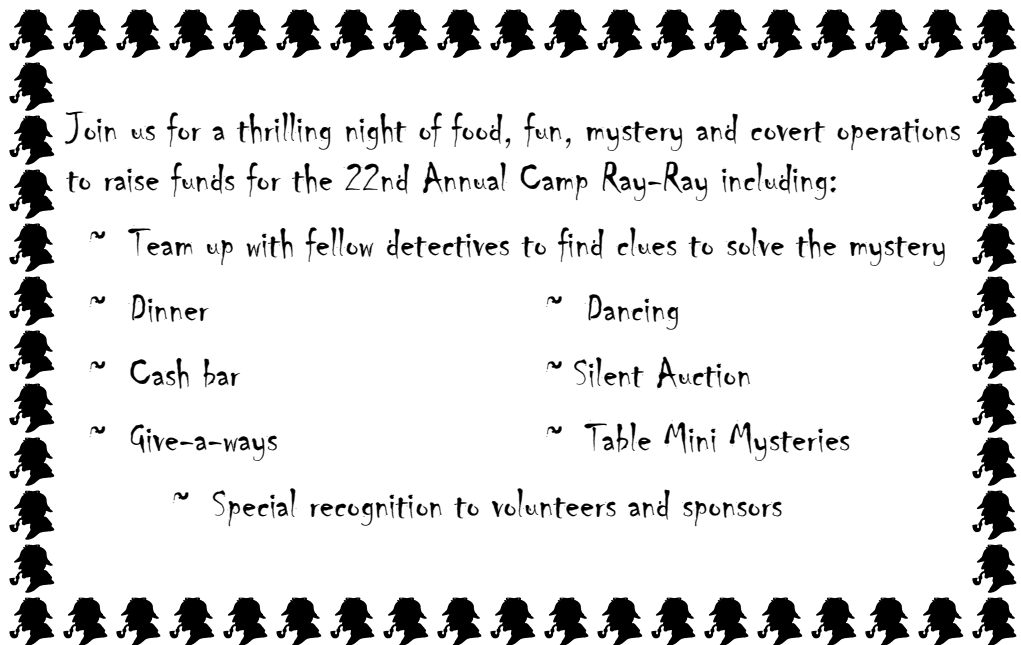 Join us for a thrilling night of food, fun, mystery and covert operations
to raise funds for the 22nd Annual Camp Ray-Ray including:
~ Team up with fellow detectives to find clues to solve the mystery
~ Dinner ~ Dancing
~ Cash bar ~ Silent Auction
~ Give-a-ways ~ Table Mini Mysteries
~ Special recognition to volunteers and sponsors